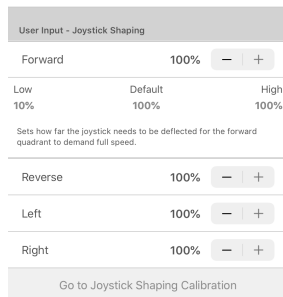 User Input - Joystick Shaping
Forward 100% − +
Low Default High
10% 100% 100%
Sets how far the joystick needs to be deflected for the forward
quadrant to demand full speed.
Reverse 100% − +
Left 100% − +
Right 100% − +
Go to Joystick Shaping Calibration